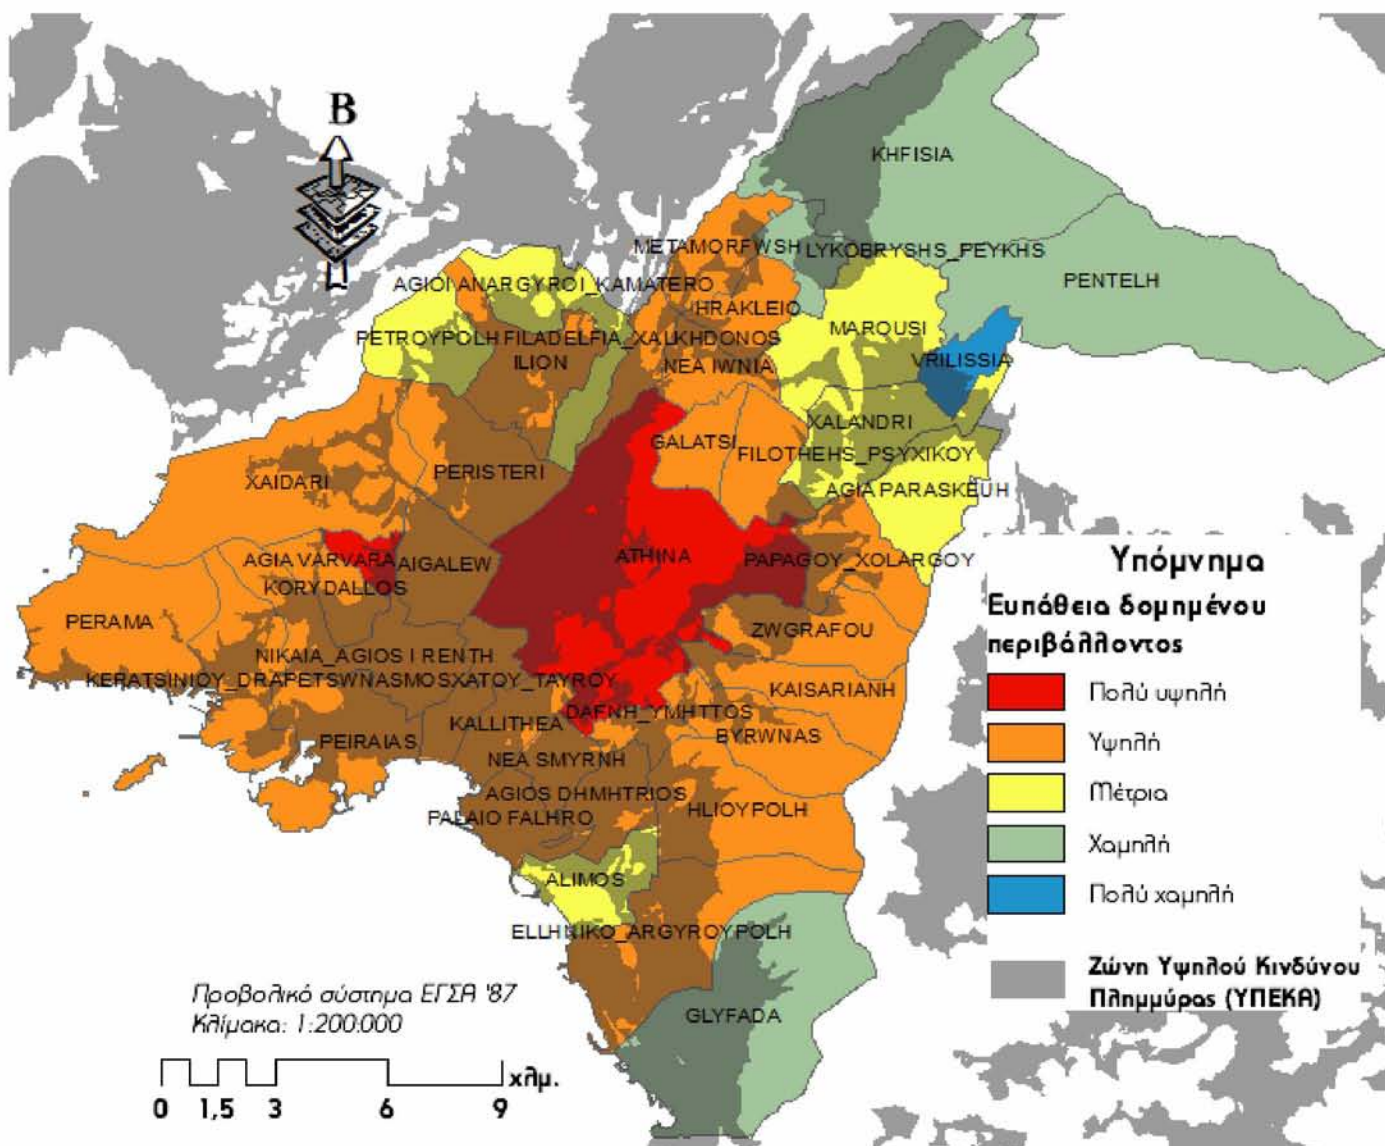 B
KHFISIA
METAMORFWSH
LYKOBRYSHS_PEYKHS
PENTELH
AGIOI ANARGYROI_KAMATERO
HRAKLEIO
MAROUSI
PETROYPOLH
FILADELFIA_XALKHDONOS
ILION
NEA IWNIA
VRILISSIA
XALANDRI
GALATSI
FILOTHEHS_PSYXIKOY
PERISTERI
XAIDARI
AGIA PARASKEUH
AGIA VARVARA
AIGALEW
ATHINA
PAPAGOY_XOLARGOY
KORYDALLOS
PERAMA
ZWGRAFOU
NIKAIA_AGIOS I RENTH
KERATSINIOY_DRAPETSWNAS
MOSXATOY_TAYROY
KAISARIANH
DAFNH_YMHTTOS
KALLITHEA
BYRWNAS
PEIRAIAS
NEA SMYRNH
AGIOS DHMHTRIOS
HLIOYPOLH
PALAIO FALHRO
ALIMOS
ELLHNIKO_ARGYROYPOLH
GLYFADA
Υπόμνημα
Ευπάθεια δομημένου
περιβάλλοντος
Πολύ υψηλή
Υψηλή
Μέτρια
Χαμηλή
Πολύ χαμηλή
Ζώνη Υψηλού Κινδύνου
Πλημμύρας (ΥΠΕΚΑ)
Προβολικό σύστημα ΕΓΣΑ '87
Κλίμακα: 1:200.000
χλμ.
0 1,5 3 6 9